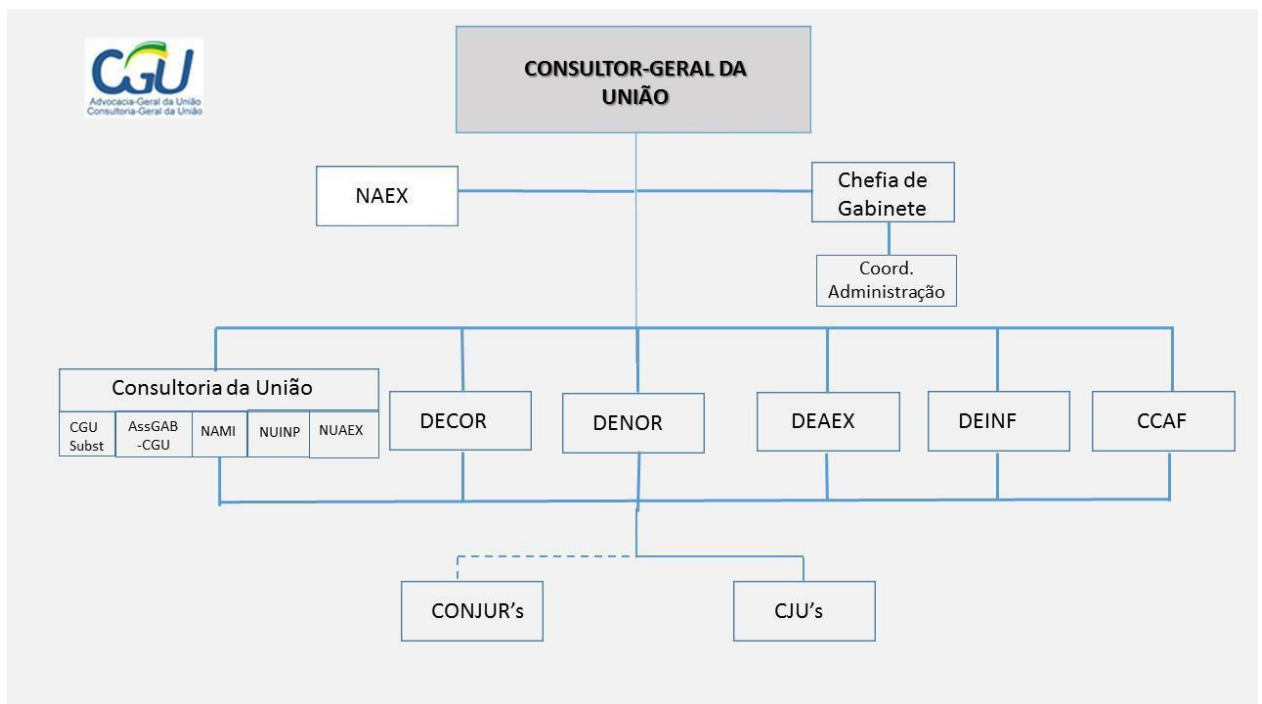 CGU
Advocacia-Geral da União
Consultoria-Geral da União
CONSULTOR-GERAL DA
UNIÃO
NAEX
Chefia de
Gabinete
Coord.
Administração
Consultoria da União
CGU
Subst
AssGAB
-CGU
NAMI
NUINP
NUAEX
DECOR
DENOR
DEAEX
DEINF
CCAF
CONJUR’s
CJU’s